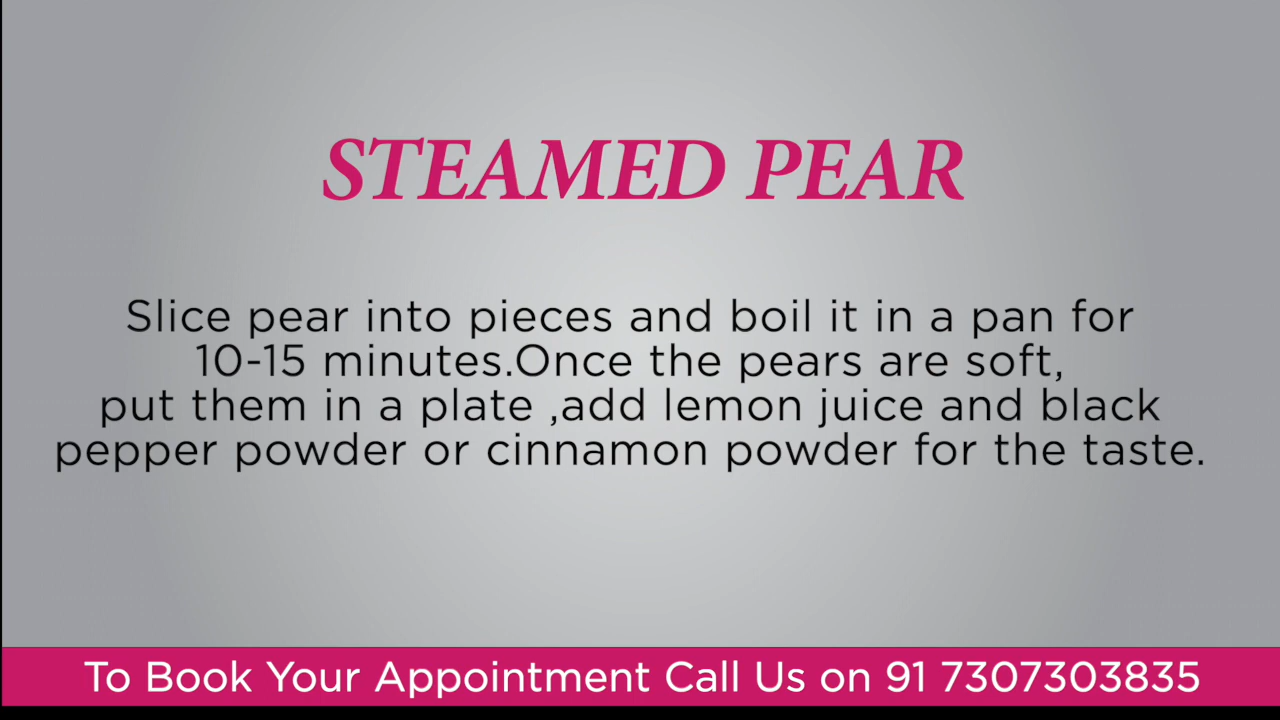 STEAMED PEAR
Slice pear into pieces and boil it in a pan for
10-15 minutes.Once the pears are soft,
put them in a plate ,add lemon juice and black
pepper powder or cinnamon powder for the taste.
To Book Your Appointment Call Us on 91 7307303835